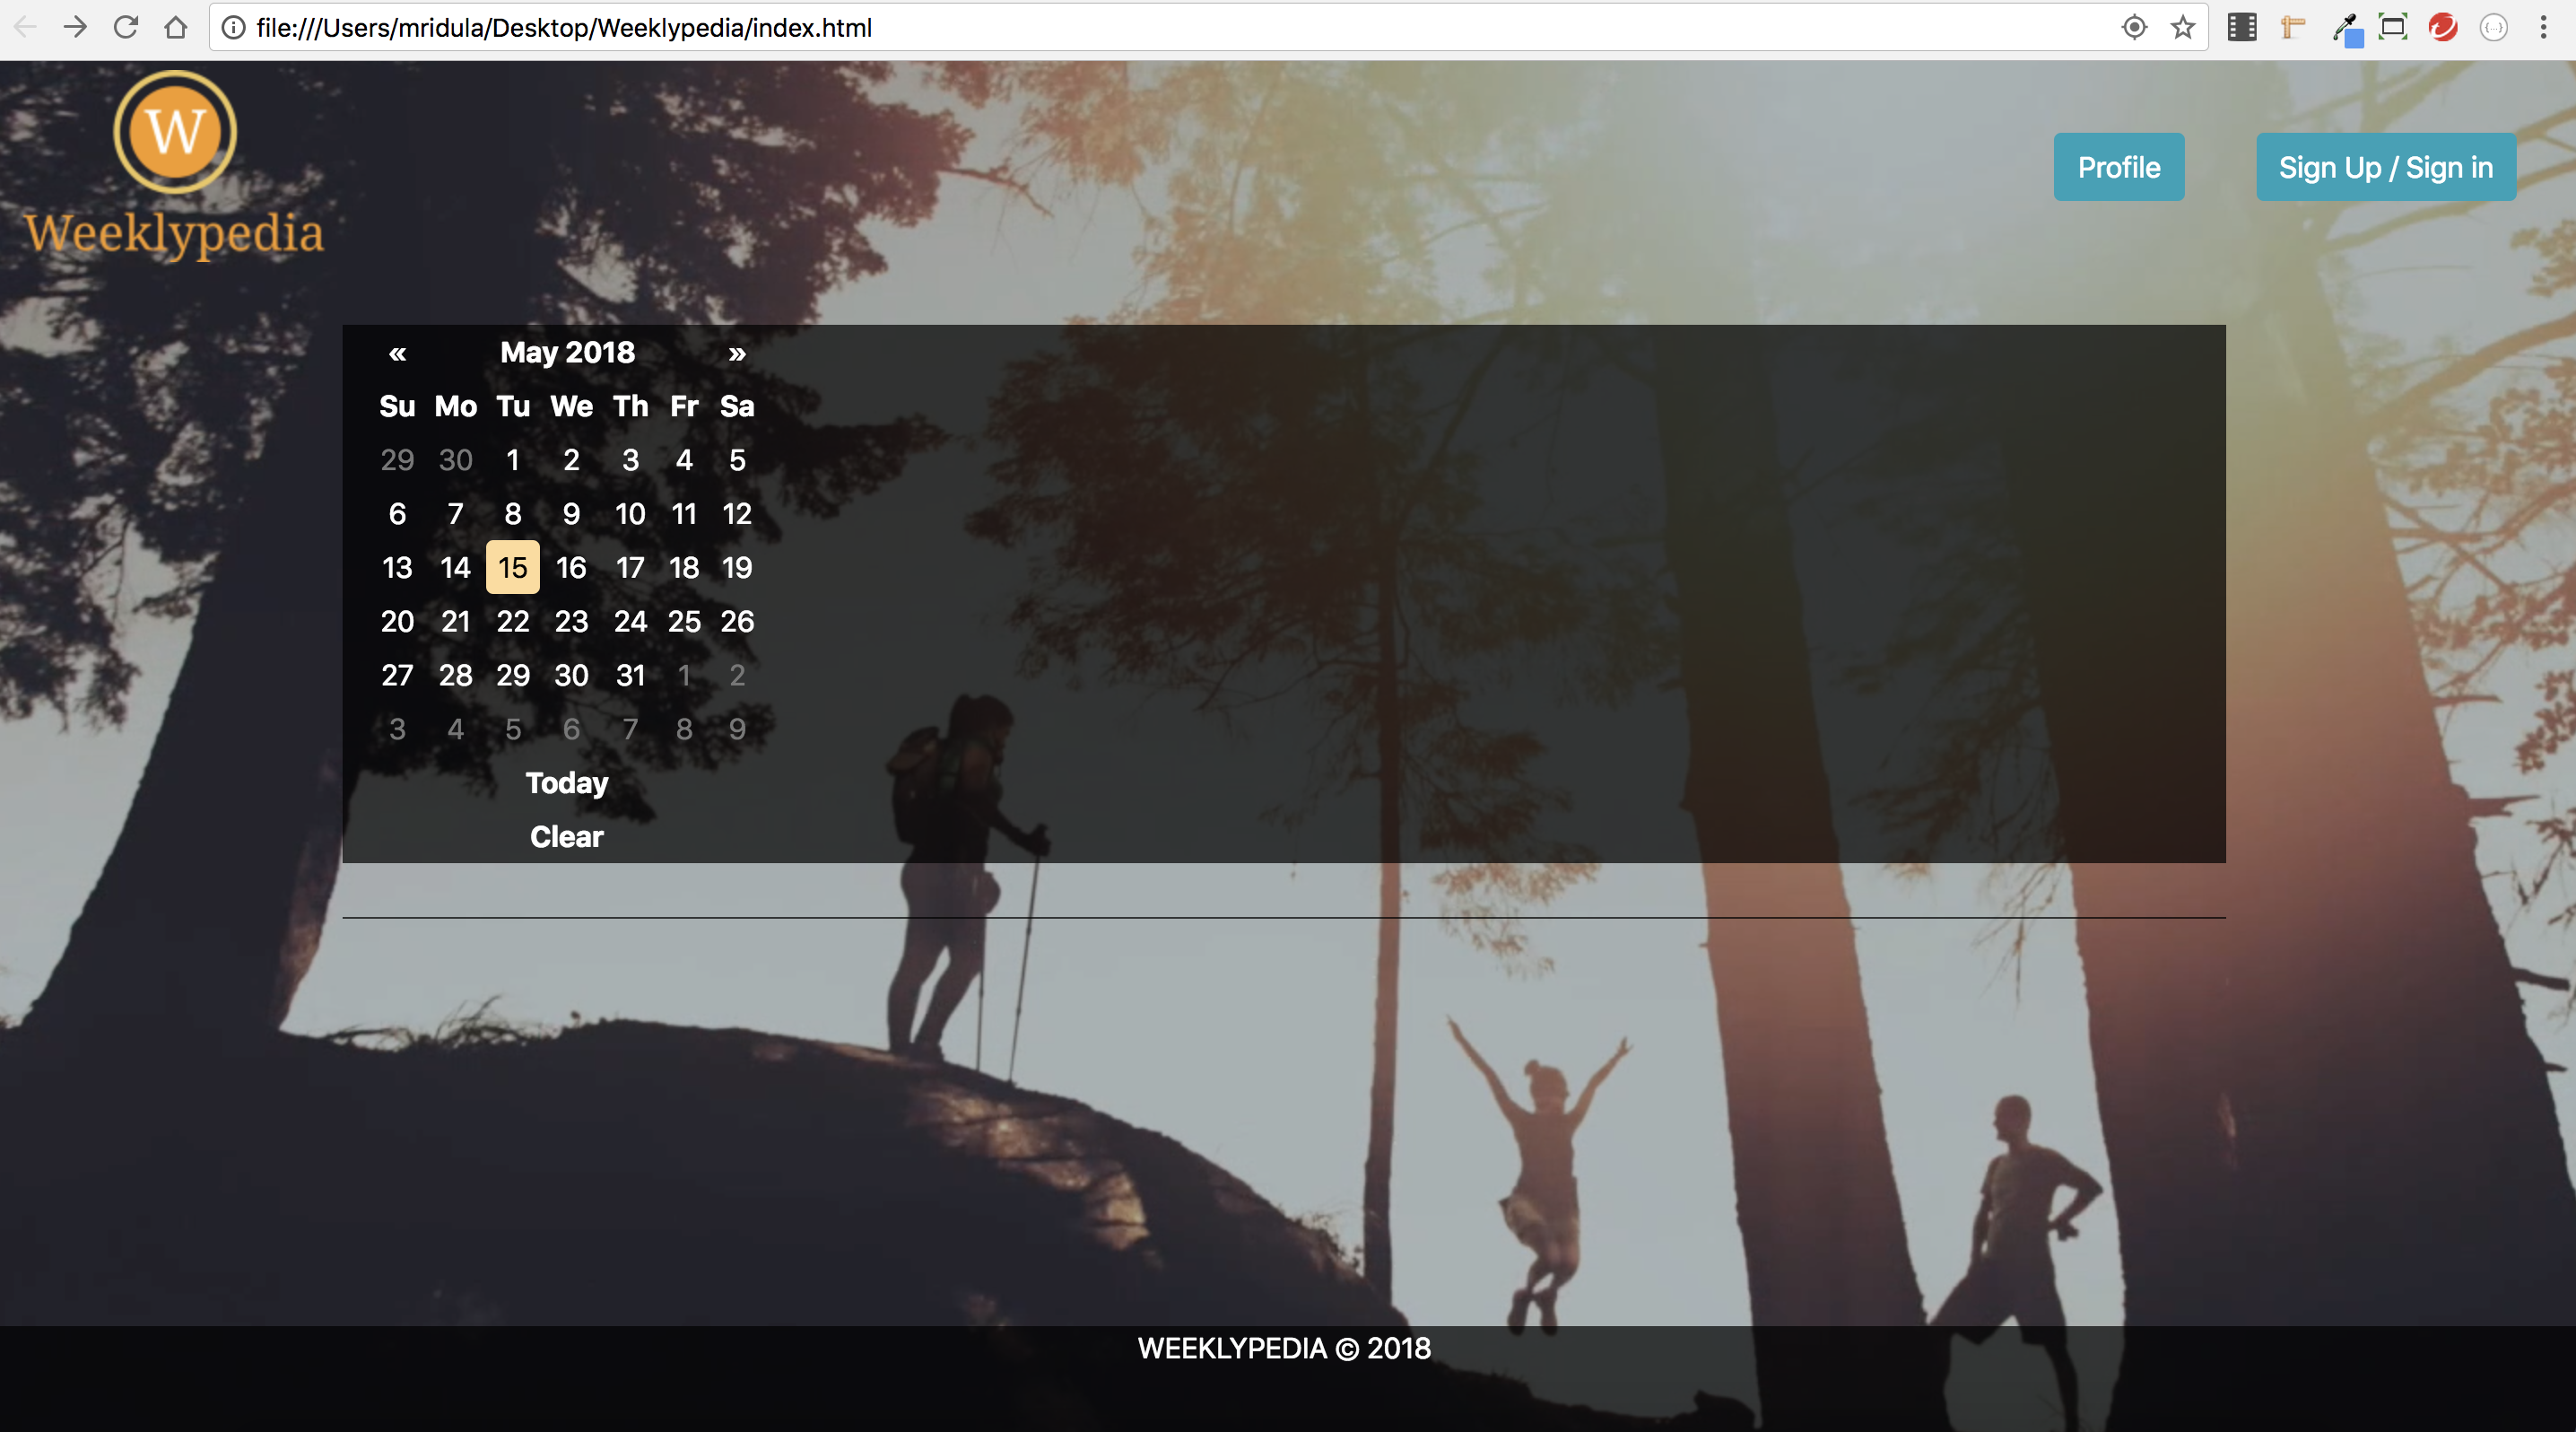 file:///Users/mridula/Desktop/Weeklypedia/index.html
W
Weeklypedia
Profile
Sign Up / Sign in
« May 2018 »
Su Mo Tu We Th Fr Sa
29 30 1 2 3 4 5
6 7 8 9 10 11 12
13 14 15 16 17 18 19
20 21 22 23 24 25 26
27 28 29 30 31 1 2
3 4 5 6 7 8 9
Today
Clear
WEEKLYPEDIA © 2018